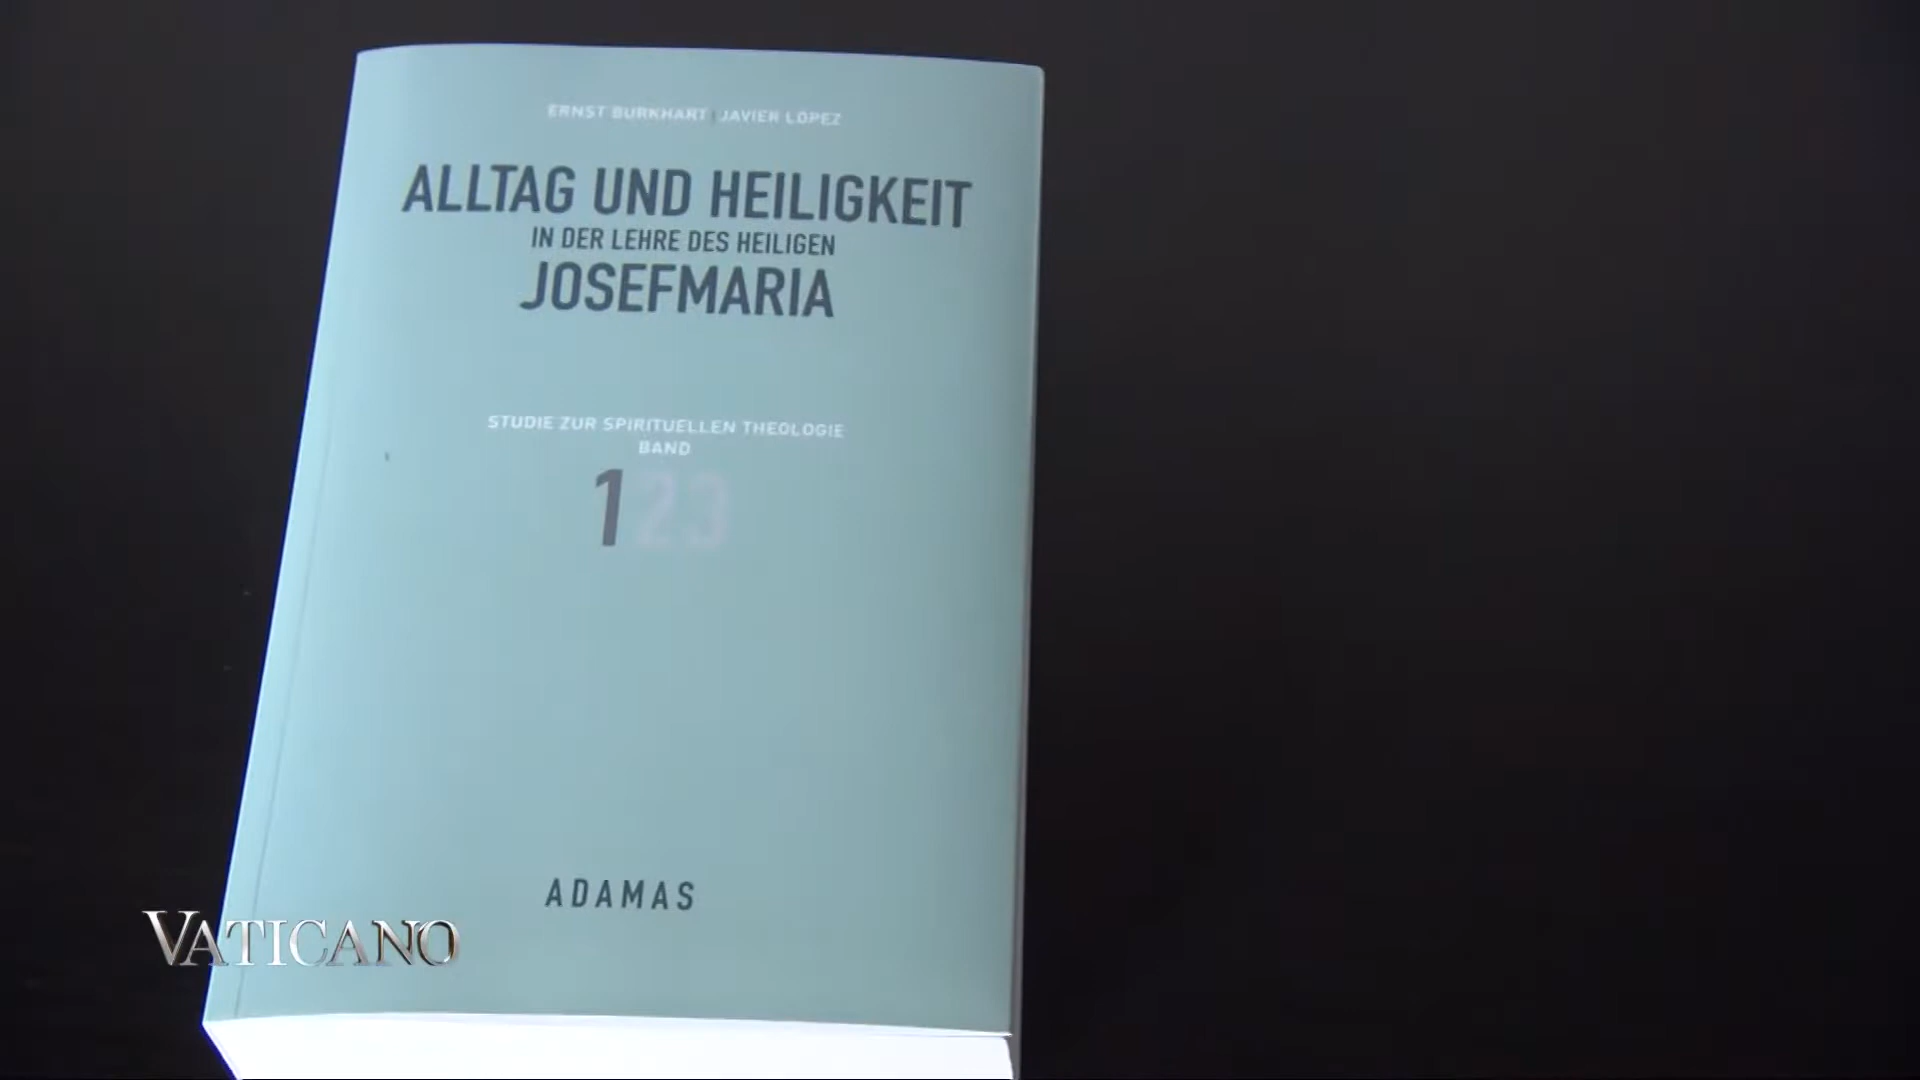 ERNST BURKHART | JAVIER LÓPEZ
ALLTAG UND HEILIGKEIT
IN DER LEHRE DES HEILIGEN
JOSEFMARIA
STUDIE ZUR SPIRITUELLEN THEOLOGIE
BAND
123
ADAMAS
VATICANO